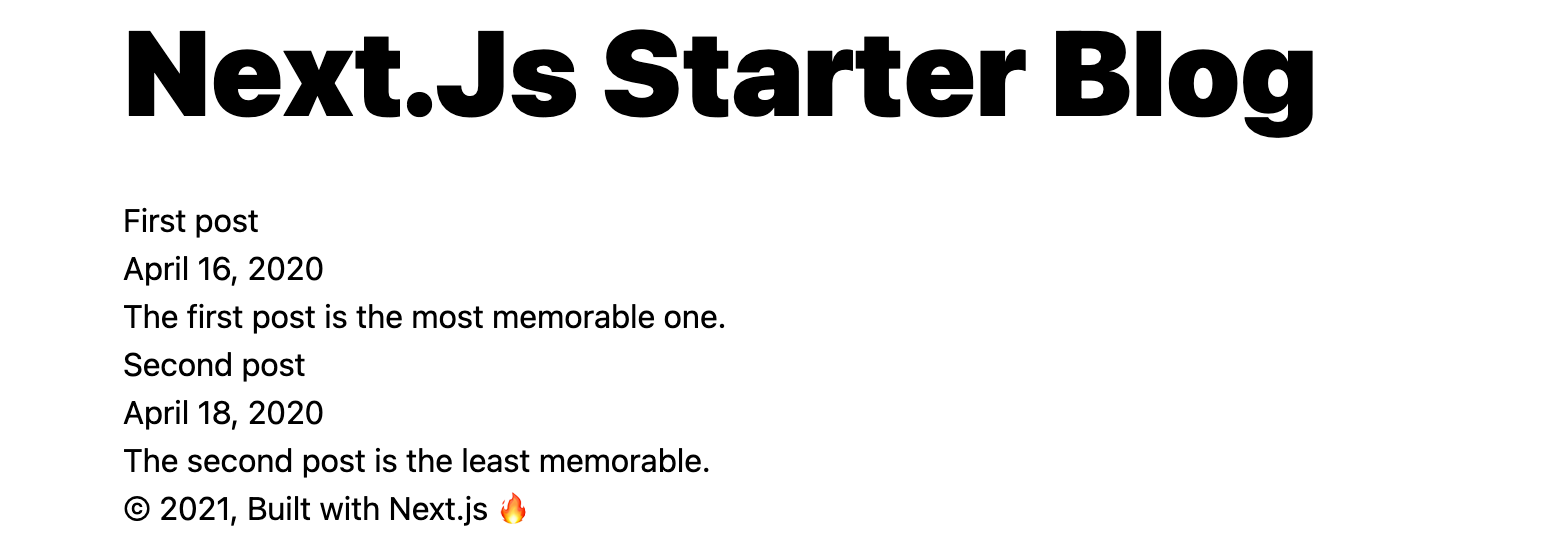 Next.Js Starter Blog
First post
April 16, 2020
The first post is the most memorable one.
Second post
April 18, 2020
The second post is the least memorable.
© 2021, Built with Next.js 🔥